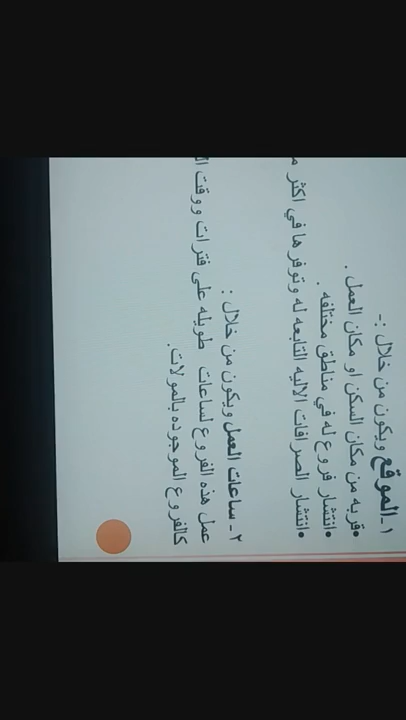 ١-الموقع ويكون من خلال :-
•قربه من مكان السكن او مكان العمل .
•انتشار فروع له في مناطق مختلفه .
•انتشار الصرافات الاليه التابعه له وتوفرها في اكثر
٢- ساعات العمل ويكون من خلال :
عمل هذه الفروع لساعات طويله على فترات ووقت
كالفروع الموجوده بالمولات.